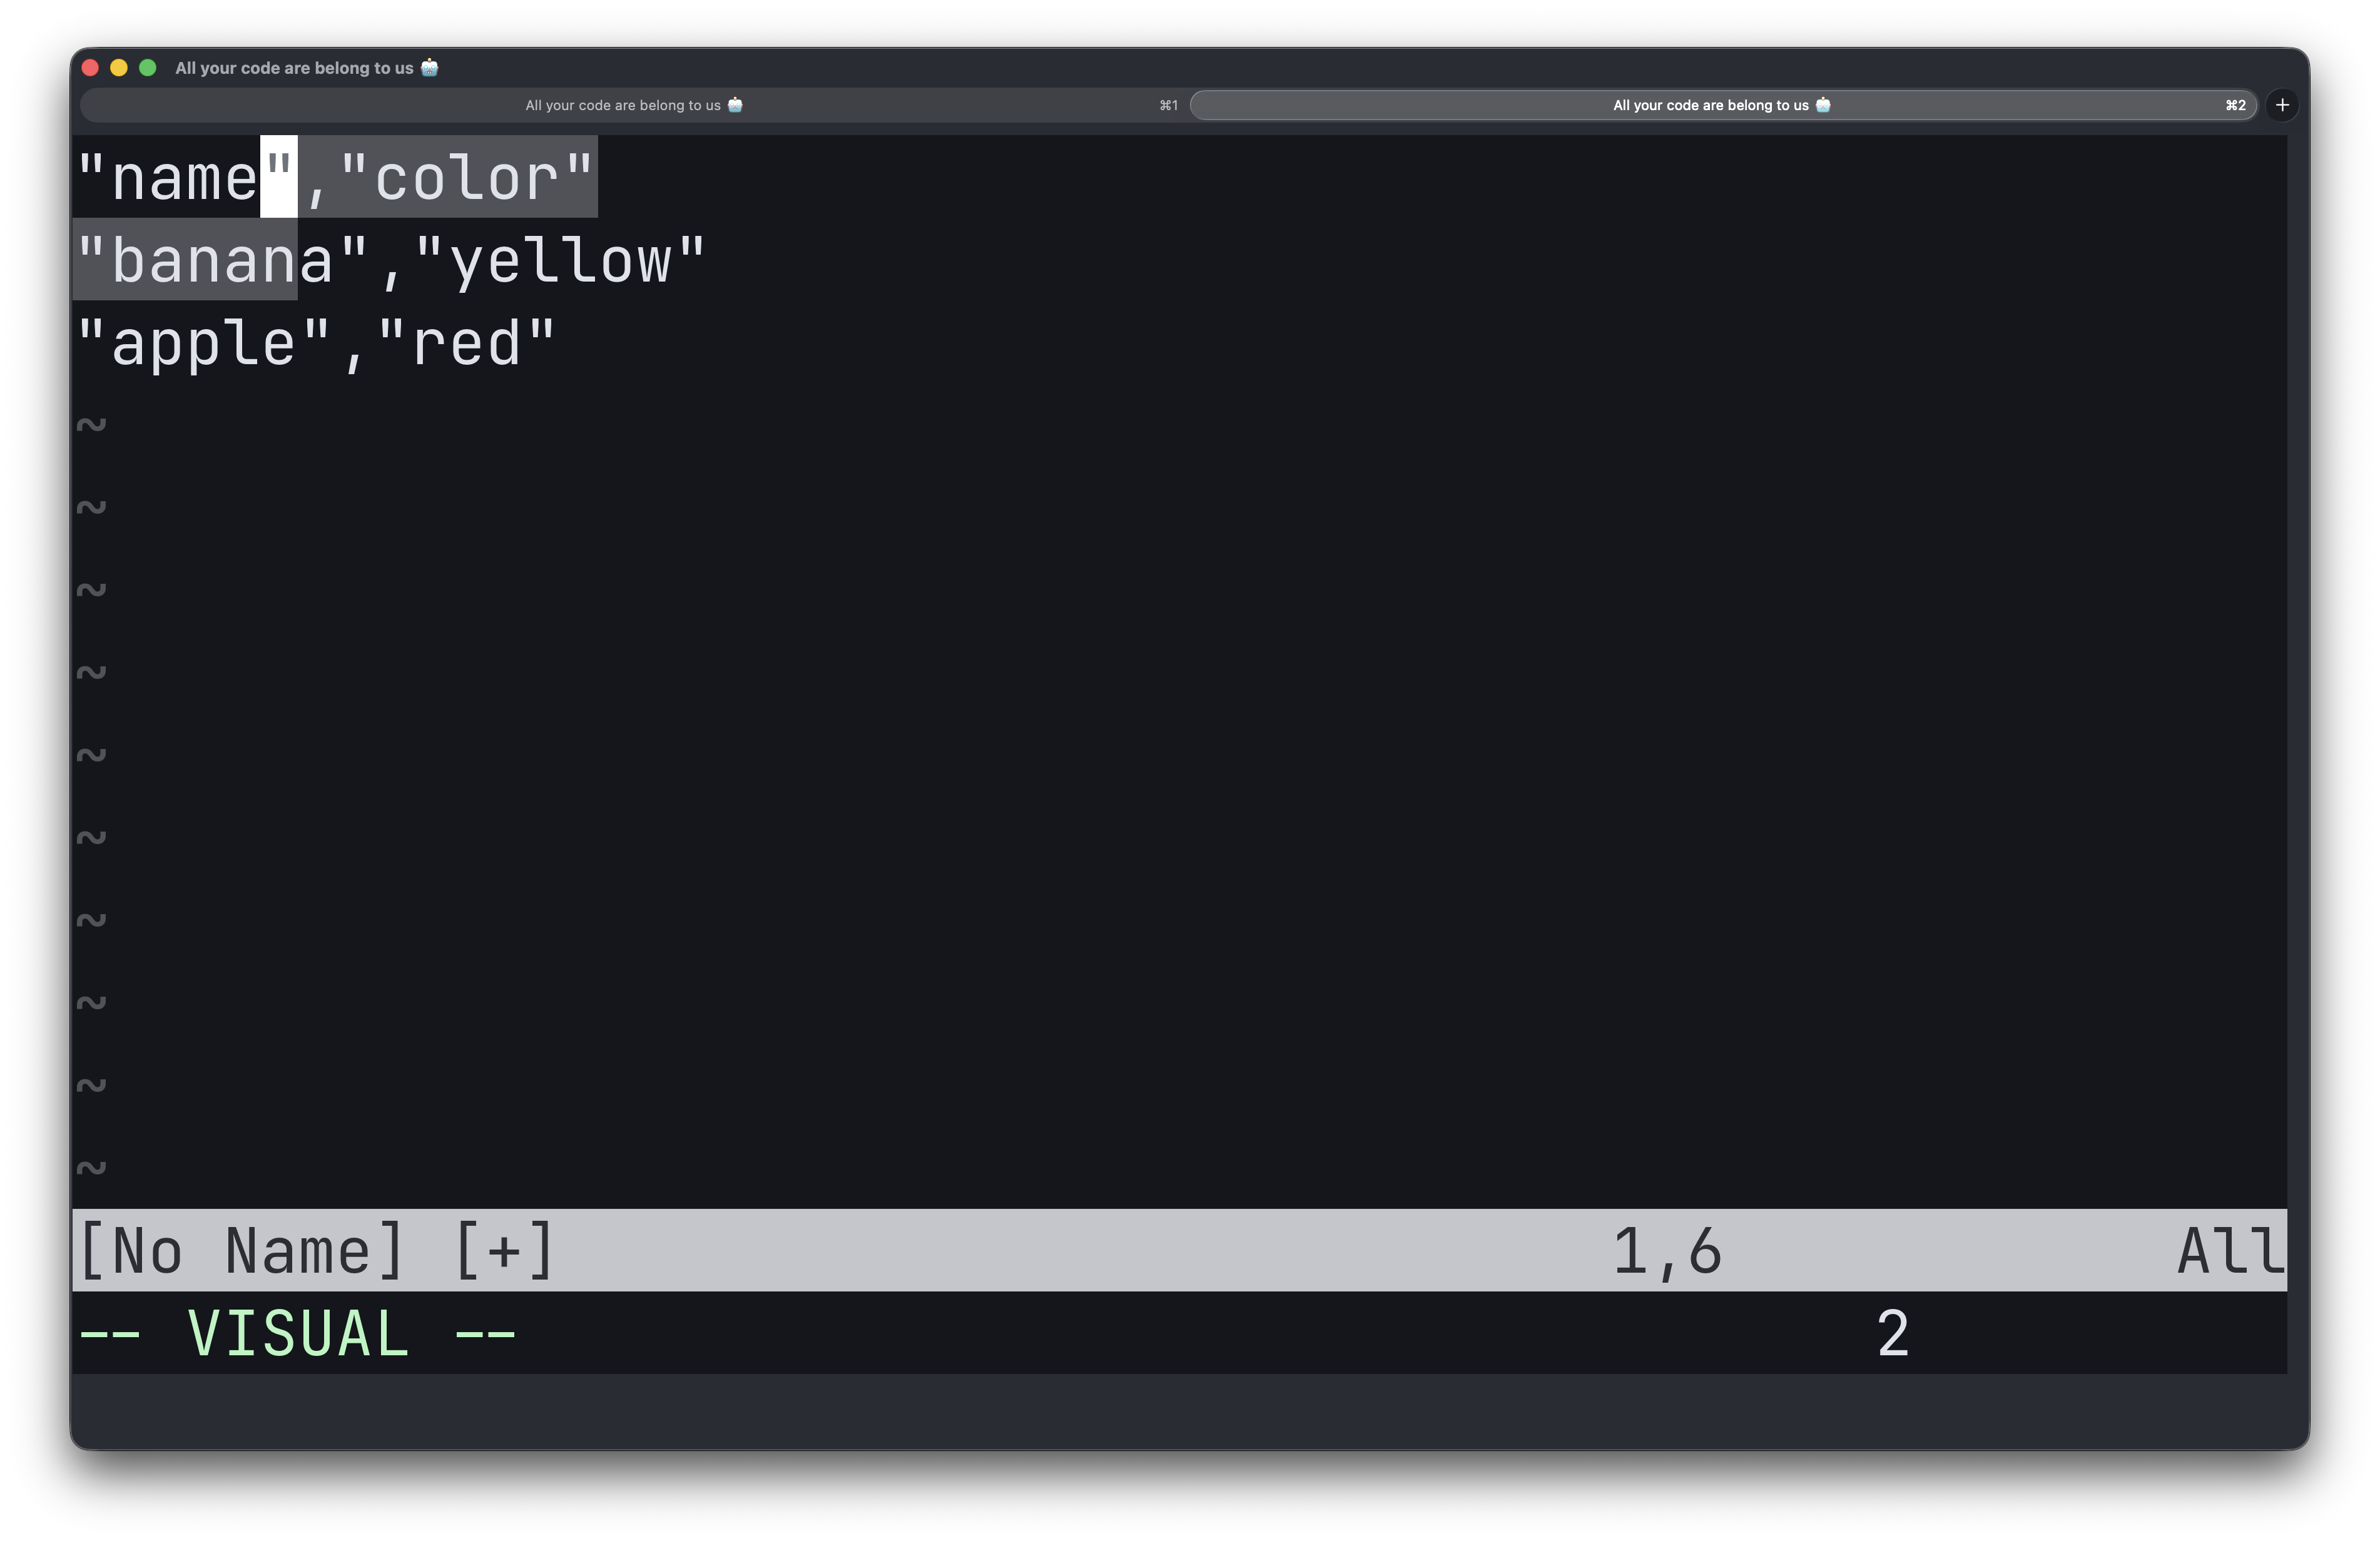 All your code are belong to us 🤖
All your code are belong to us 🤖 ⌘1 All your code are belong to us 🤖 ⌘2 +
"name","color"
"banana","yellow"
"apple","red"
~
~
~
~
~
~
~
~
~
~
[No Name] [+] 1,6 All
-- VISUAL -- 2